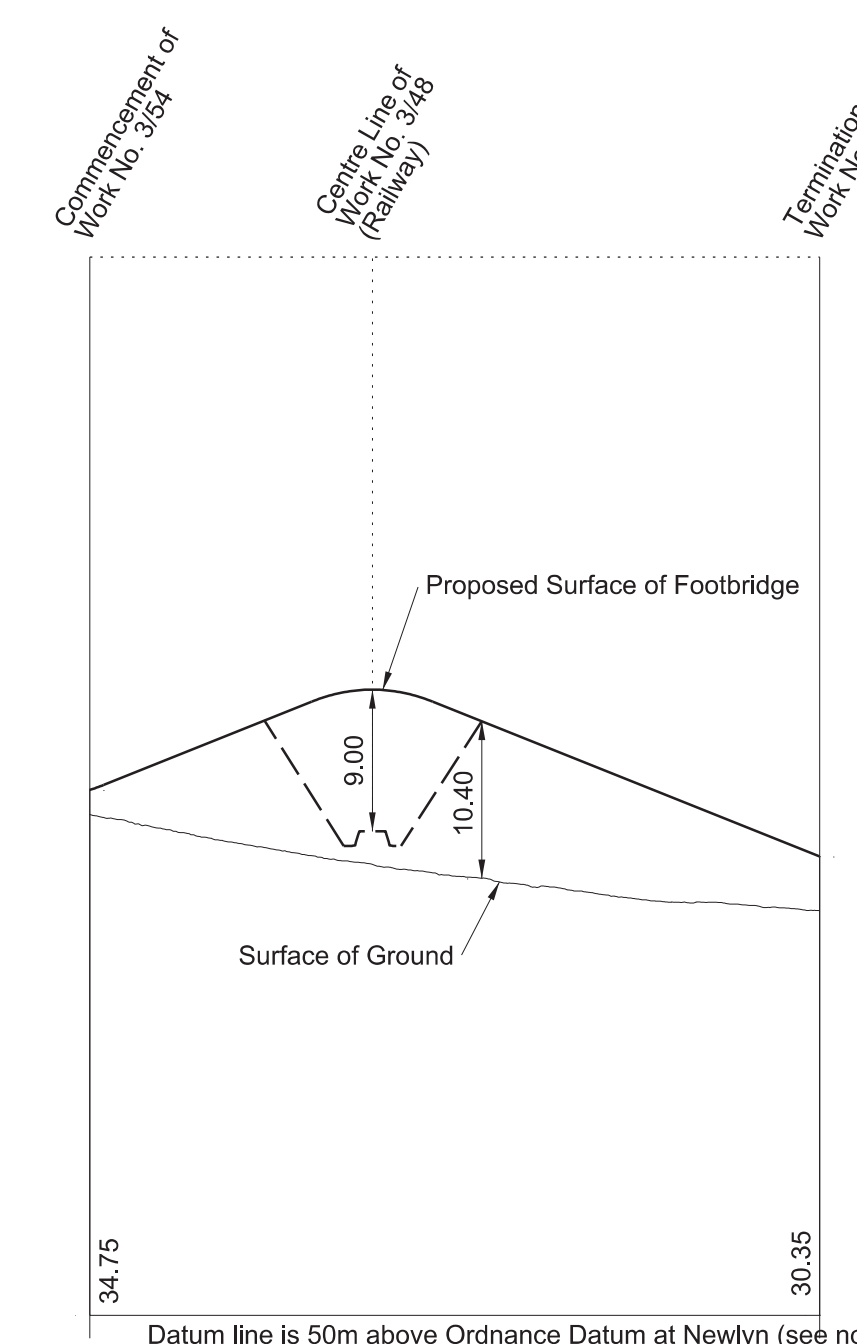 Commencement of
Work No. 3/54
Centre Line of
Work No. 3/48
(Railway)
Termination
Work No
Proposed Surface of Footbridge
9.00
10.40
Surface of Ground
34.75
30.35
Datum line is 50m above Ordnance Datum at Newlyn (see